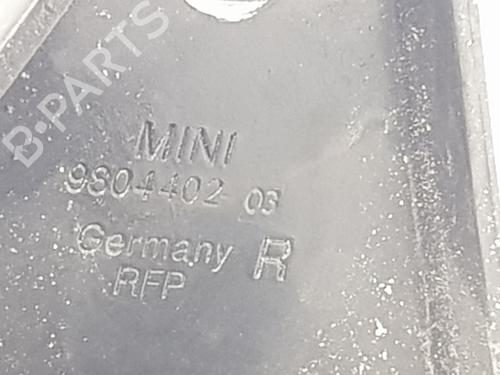 B-PARTS
MINI
9804402 03
Germany R
RFP